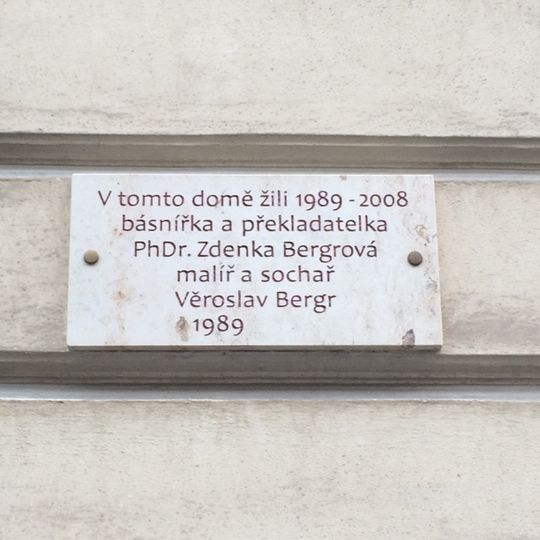 V tomto domě žili 1989 - 2008
básnířka a překladatelka
PhDr. Zdenka Bergrová
malíř a sochař
Věroslav Bergr
1989